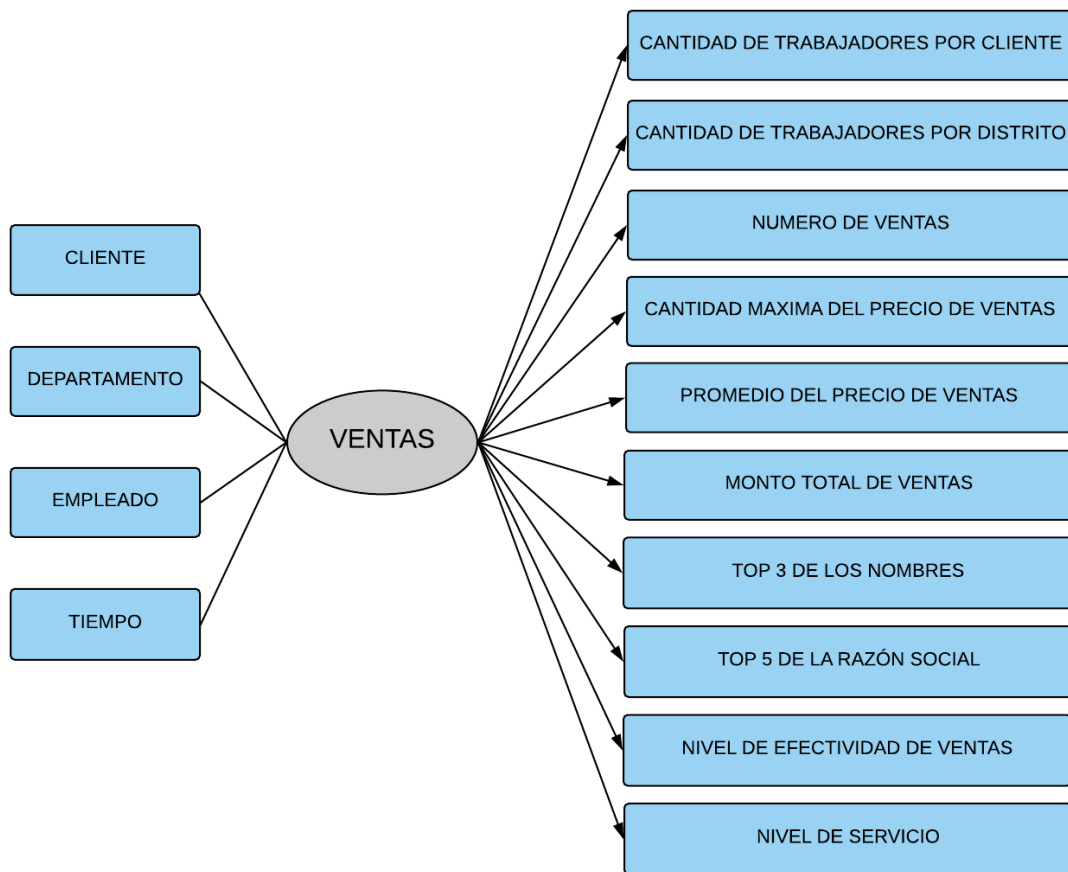 CLIENTE
DEPARTAMENTO
EMPLEADO
TIEMPO
VENTAS
CANTIDAD DE TRABAJADORES POR CLIENTE
CANTIDAD DE TRABAJADORES POR DISTRITO
NUMERO DE VENTAS
CANTIDAD MAXIMA DEL PRECIO DE VENTAS
PROMEDIO DEL PRECIO DE VENTAS
MONTO TOTAL DE VENTAS
TOP 3 DE LOS NOMBRES
TOP 5 DE LA RAZÓN SOCIAL
NIVEL DE EFECTIVIDAD DE VENTAS
NIVEL DE SERVICIO